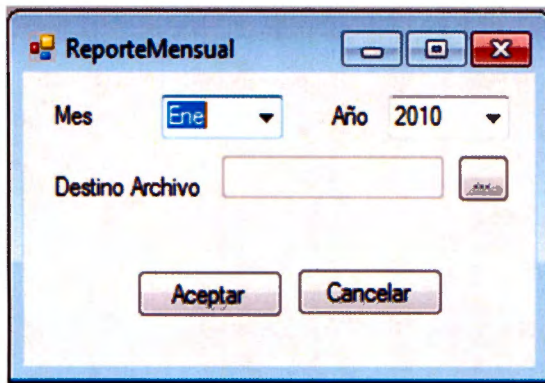 ReporteMensual
Mes Ene Año 2010
Destino Archivo ...
Aceptar Cancelar